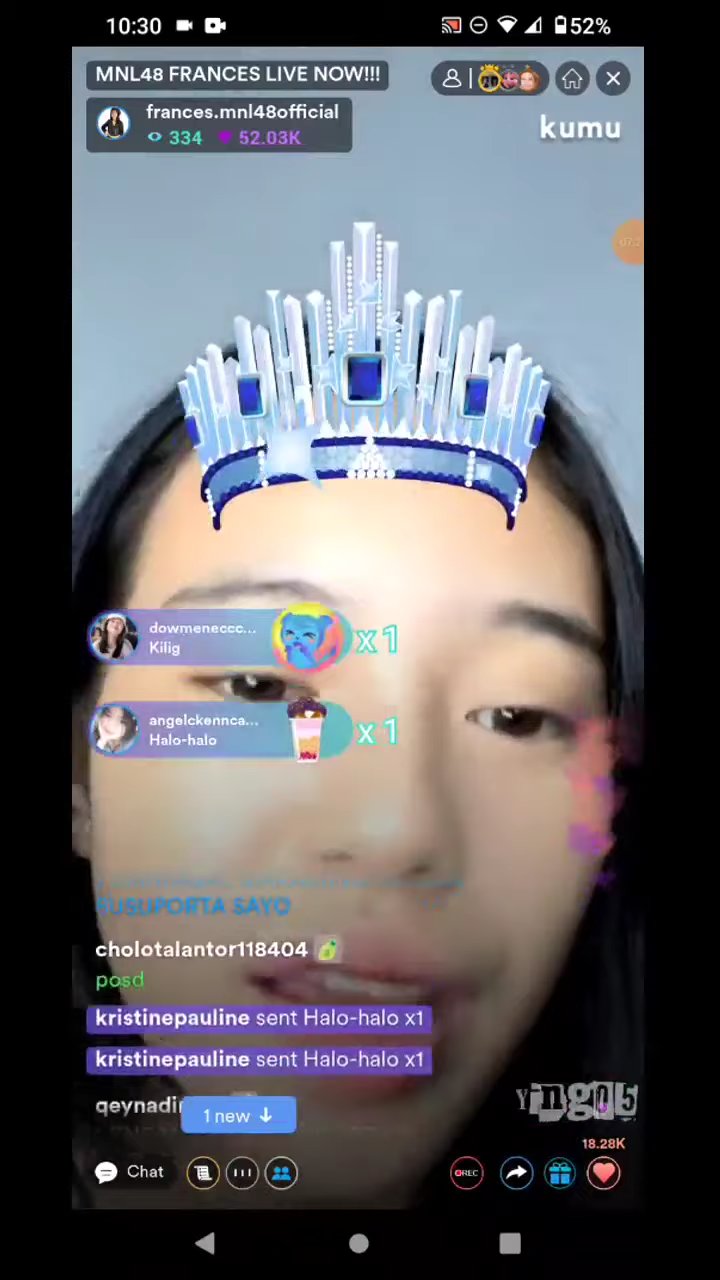 10:30
52%
MNL48 FRANCES LIVE NOW!!!
frances.mnl48official
334 52.03K
kumu
dowmeneccc...
Kilig
x1
angelckennca...
Halo-halo
x1
SUSUPORTA SAYO
cholotalantor118404
posd
kristinepauline sent Halo-halo x1
kristinepauline sent Halo-halo x1
1 new
18.28K
Chat
REC